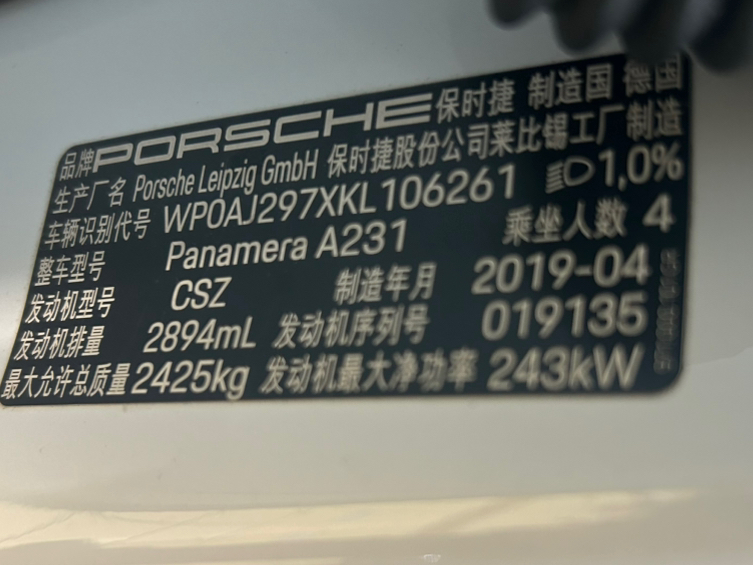 品牌 PORSCHE 保时捷 制造国 德国
生产厂名 Porsche Leipzig GmbH 保时捷股份公司莱比锡工厂制造
车辆识别代号 WP0AJ297XKL106261 1,0%
整车型号 Panamera A231 乘坐人数 4
发动机型号 CSZ 制造年月 2019-04
发动机排量 2894mL 发动机序列号 019135
最大允许总质量 2425kg 发动机最大净功率 243kW